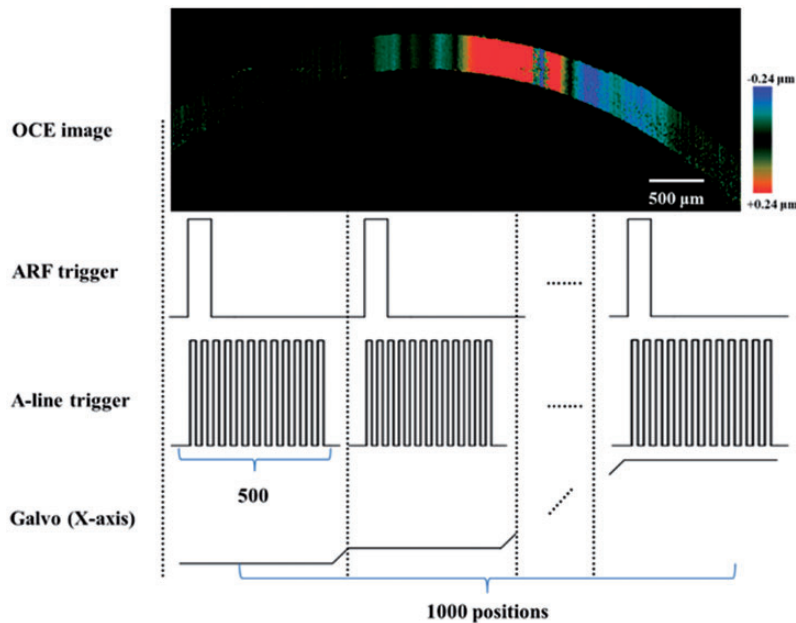 -0.24 μm
OCE image
500 μm
+0.24 μm
ARF trigger
A-line trigger
500
Galvo (X-axis)
1000 positions